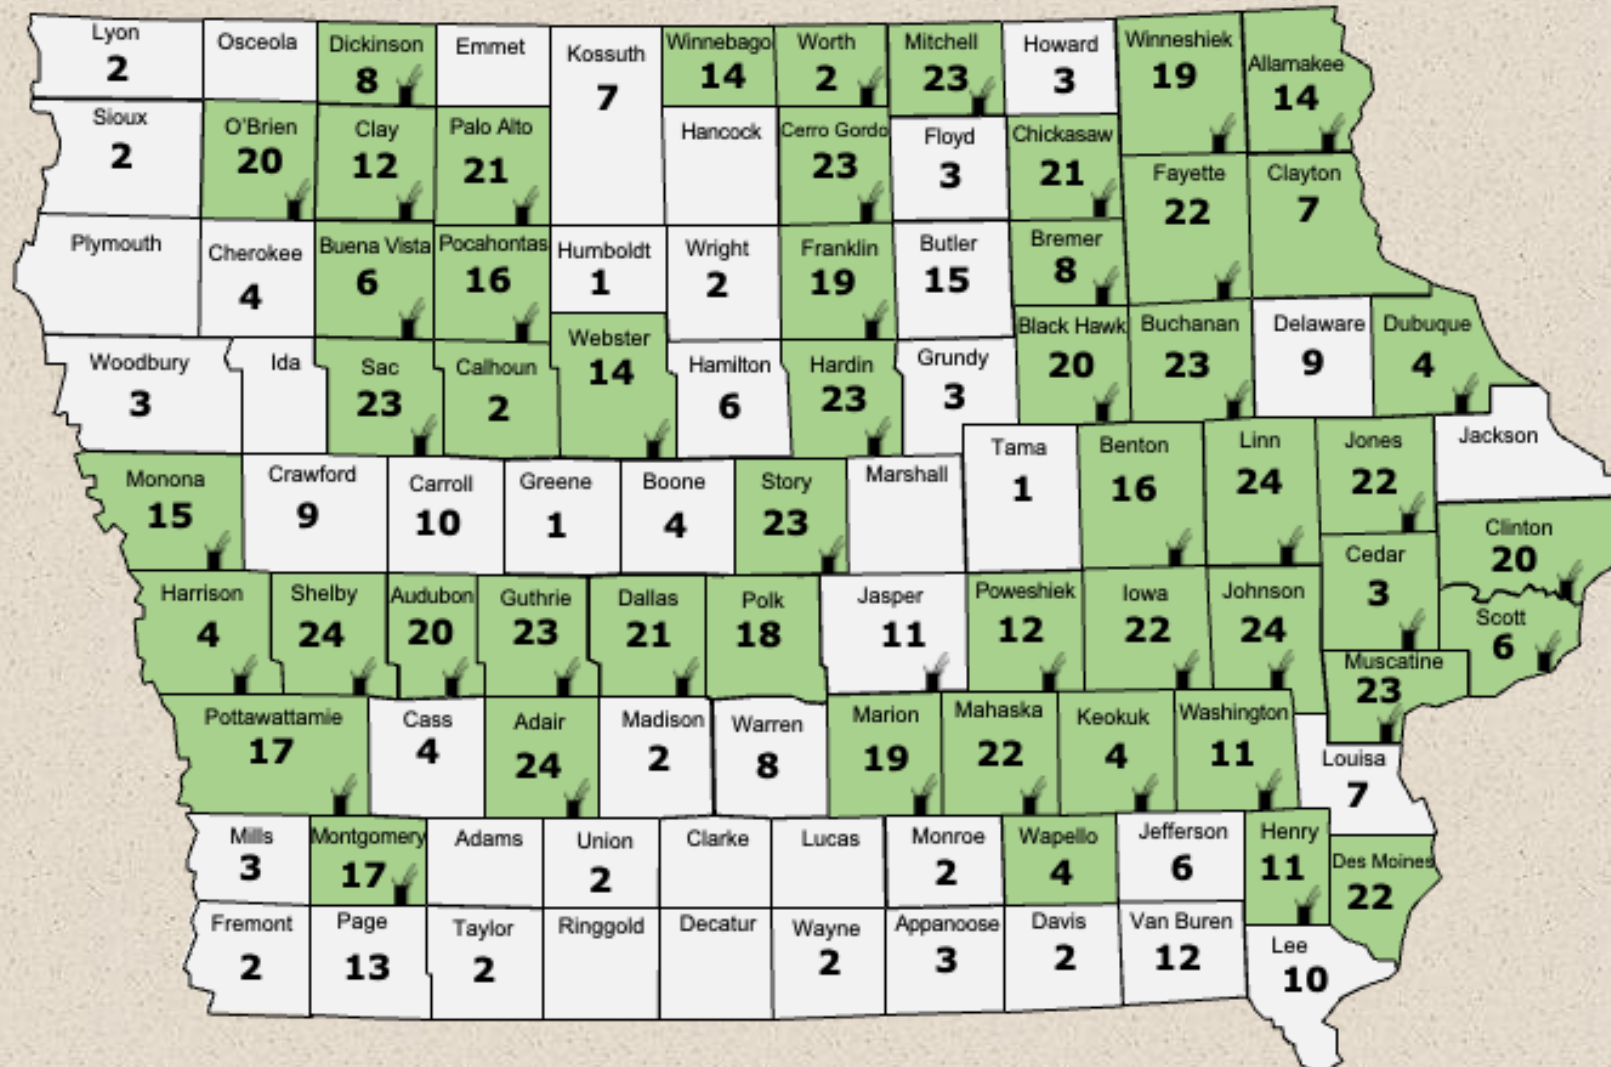 Lyon
2
Osceola
Dickinson
8
Emmet
Kossuth
7
Winnebago
14
Worth
2
Mitchell
23
Howard
3
Winneshiek
19
Allamakee
14
Sioux
2
O'Brien
20
Clay
12
Palo Alto
21
Hancock
Cerro Gordo
23
Floyd
3
Chickasaw
21
Fayette
22
Clayton
7
Plymouth
Cherokee
4
Buena Vista
6
Pocahontas
16
Humboldt
1
Wright
2
Franklin
19
Butler
15
Bremer
8
Woodbury
3
Ida
Sac
23
Calhoun
2
Webster
14
Hamilton
6
Hardin
23
Grundy
3
Black Hawk
20
Buchanan
23
Delaware
9
Dubuque
4
Monona
15
Crawford
9
Carroll
10
Greene
1
Boone
4
Story
23
Marshall
Tama
1
Benton
16
Linn
24
Jones
22
Jackson
Clinton
20
Harrison
4
Shelby
24
Audubon
20
Guthrie
23
Dallas
21
Polk
18
Jasper
11
Poweshiek
12
Iowa
22
Johnson
24
Cedar
3
Scott
6
Muscatine
23
Pottawattamie
17
Cass
4
Adair
24
Madison
2
Warren
8
Marion
19
Mahaska
22
Keokuk
4
Washington
11
Louisa
7
Mills
3
Montgomery
17
Adams
Union
2
Clarke
Lucas
Monroe
2
Wapello
4
Jefferson
6
Henry
11
Des Moines
22
Fremont
2
Page
13
Taylor
2
Ringgold
Decatur
Wayne
2
Appanoose
3
Davis
2
Van Buren
12
Lee
10